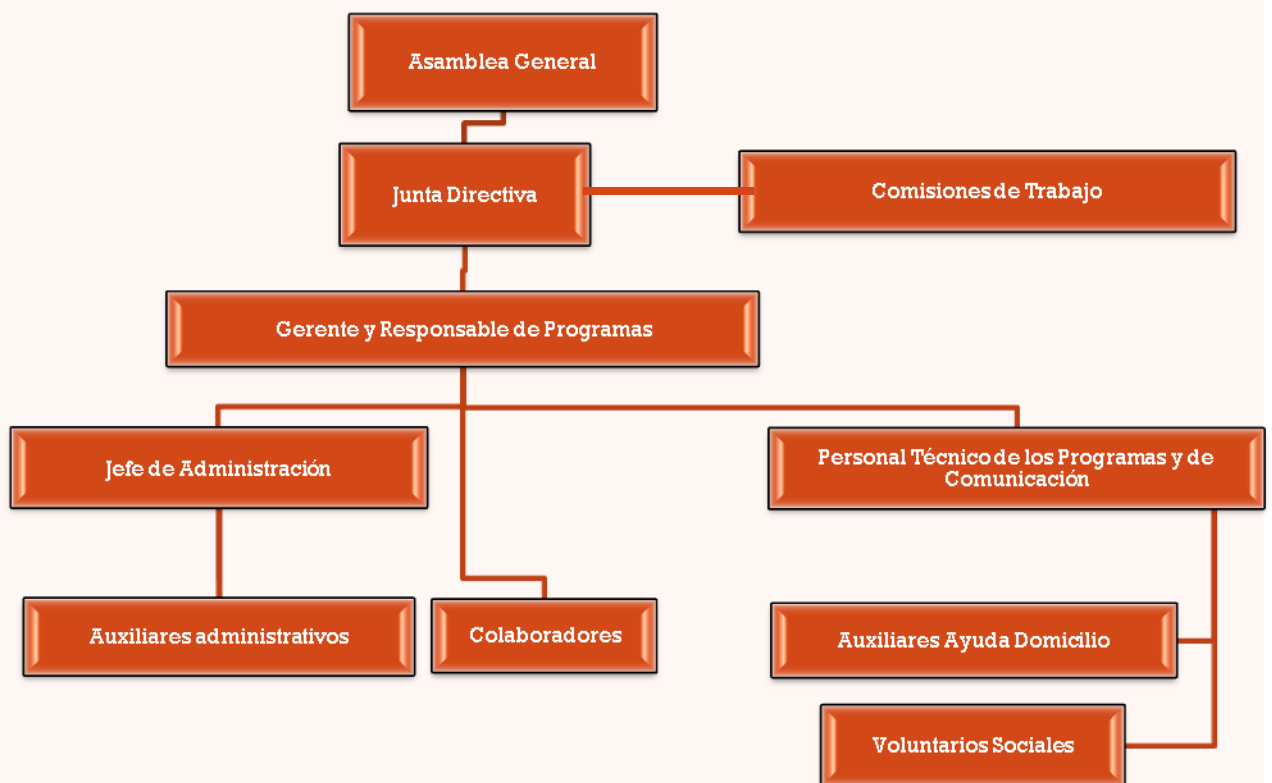 Asamblea General
Junta Directiva
Comisiones de Trabajo
Gerente y Responsable de Programas
Jefe de Administración
Personal Técnico de los Programas y de
Comunicación
Auxiliares administrativos
Colaboradores
Auxiliares Ayuda Domicilio
Voluntarios Sociales